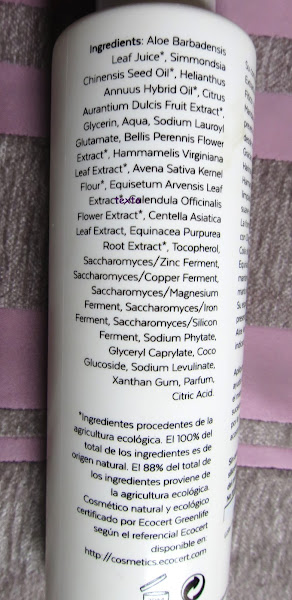 Ingredients: Aloe Barbadensis
Leaf Juice*, Simmondsia
Chinensis Seed Oil*, Helianthus
Annuus Hybrid Oil*, Citrus
Aurantium Dulcis Fruit Extract*,
Glycerin, Aqua, Sodium Lauroyl
Glutamate, Bellis Perennis Flower
Extract*, Hammamelis Virginiana
Leaf Extract*, Avena Sativa Kernel
Flour*, Equisetum Arvensis Leaf
Extract*, Calendula Officinalis
texto
Flower Extract*, Centella Asiatica
Leaf Extract, Equinacea Purpurea
Root Extract*, Tocopherol,
Saccharomyces/Zinc Ferment,
Saccharomyces/Copper Ferment,
Saccharomyces/Magnesium
Ferment, Saccharomyces/Iron
Ferment, Saccharomyces/Silicon
Ferment, Sodium Phytate,
Glyceryl Caprylate, Coco
Glucoside, Sodium Levulinate,
Xanthan Gum, Parfum,
Citric Acid.
*Ingredientes procedentes de la
agricultura ecológica. El 100% del
total de los ingredientes es de
origen natural. El 88% del total de
los ingredientes proviene de
la agricultura ecológica.
Cosmético natural y ecológico
certificado por Ecocert Greenlife
según el referencial Ecocert
disponible en:
http://cosmetics.ecocert.com